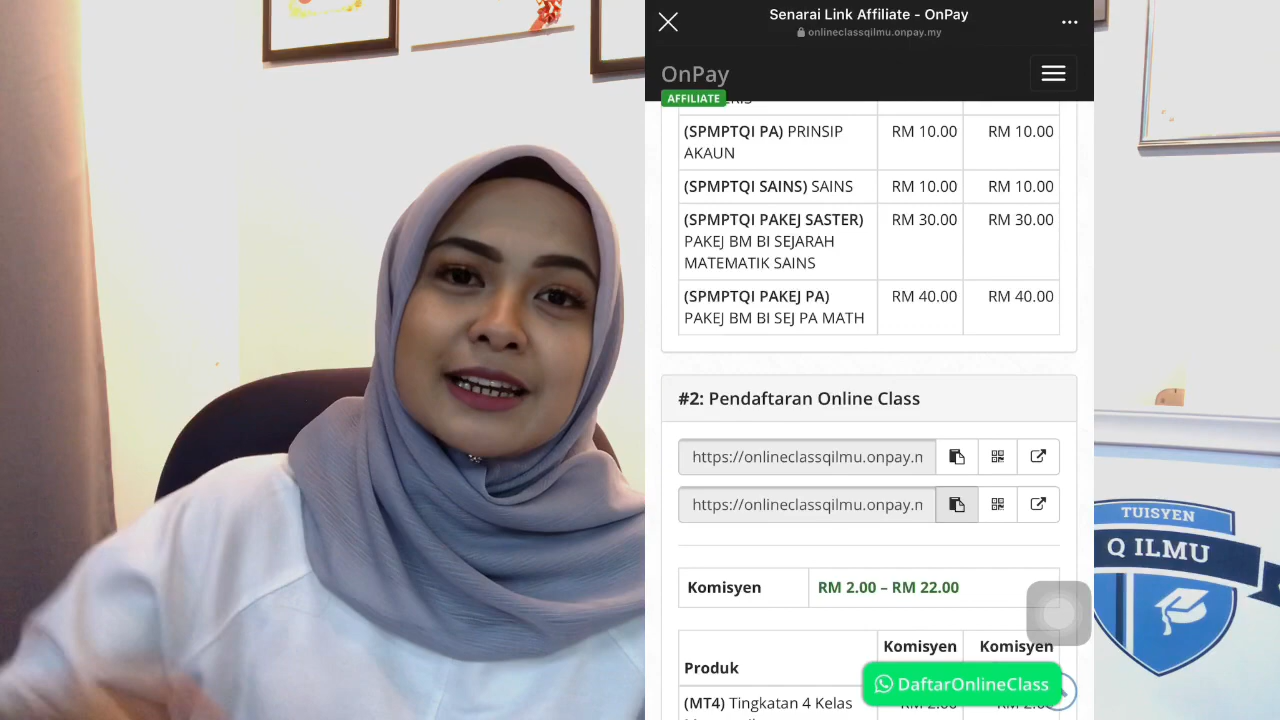 Senarai Link Affiliate - OnPay
onlineclassqilmu.onpay.my
OnPay
AFFILIATE
(SPMPTQI PA) PRINSIP AKAUN RM 10.00 RM 10.00
(SPMPTQI SAINS) SAINS RM 10.00 RM 10.00
(SPMPTQI PAKEJ SASTER) RM 30.00 RM 30.00
PAKEJ BM BI SEJARAH
MATEMATIK SAINS
(SPMPTQI PAKEJ PA) RM 40.00 RM 40.00
PAKEJ BM BI SEJ PA MATH
#2: Pendaftaran Online Class
https://onlineclassqilmu.onpay.n
https://onlineclassqilmu.onpay.n
Komisyen RM 2.00 – RM 22.00
Produk Komisyen Komisyen
DaftarOnlineClass
(MT4) Tingkatan 4 Kelas
TUISYEN
Q ILMU